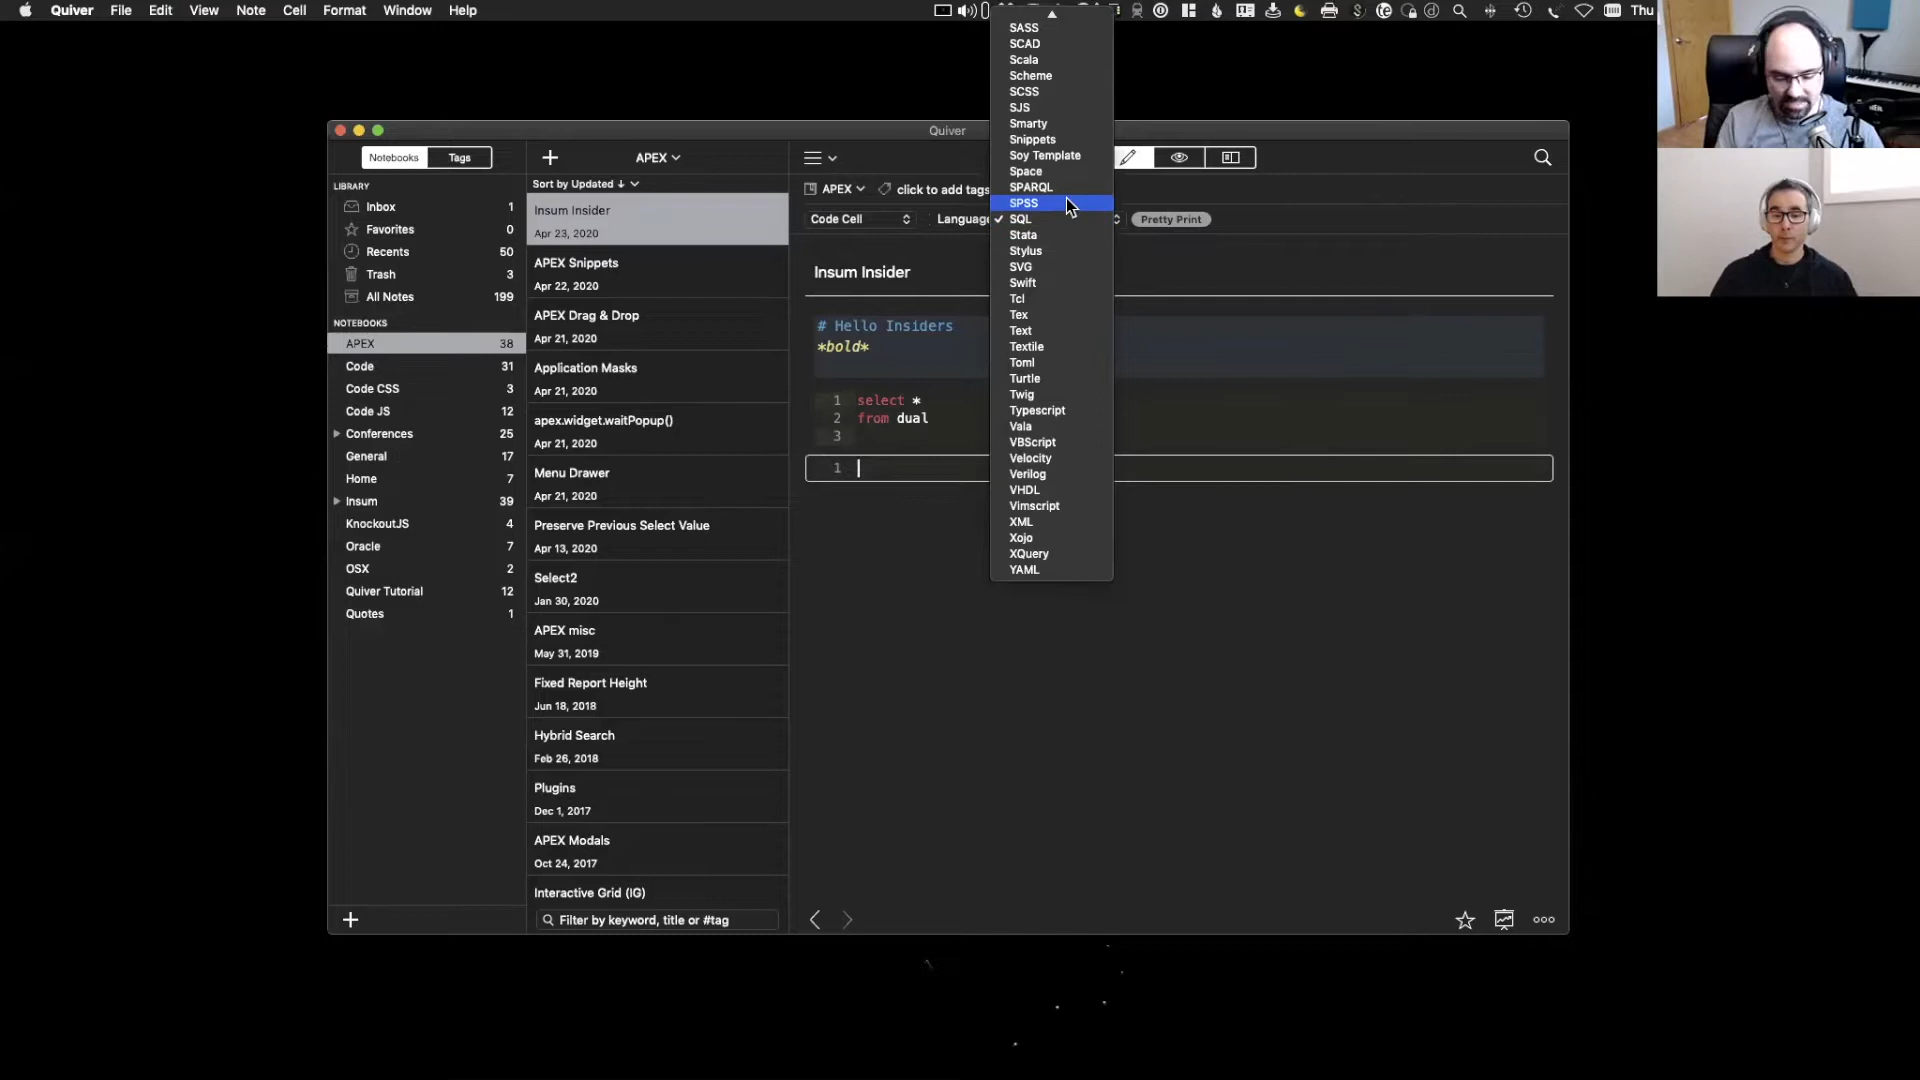 Quiver File Edit View Note Cell Format Window Help Thu
Quiver
Notebooks Tags
LIBRARY
Inbox 1
Favorites 0
Recents 50
Trash 3
All Notes 199
NOTEBOOKS
APEX 38
Code 31
Code CSS 3
Code JS 12
Conferences 25
General 17
Home 7
Insum 39
KnockoutJS 4
Oracle 7
OSX 2
Quiver Tutorial 12
Quotes 1
APEX
Sort by Updated ↓
Insum Insider
Apr 23, 2020
APEX Snippets
Apr 22, 2020
APEX Drag & Drop
Apr 21, 2020
Application Masks
Apr 21, 2020
apex.widget.waitPopup()
Apr 21, 2020
Menu Drawer
Apr 21, 2020
Preserve Previous Select Value
Apr 13, 2020
Select2
Jan 30, 2020
APEX misc
May 31, 2019
Fixed Report Height
Jun 18, 2018
Hybrid Search
Feb 26, 2018
Plugins
Dec 1, 2017
APEX Modals
Oct 24, 2017
Interactive Grid (IG)
Filter by keyword, title or #tag
APEX click to add tags
Code Cell Language Pretty Print
Insum Insider
# Hello Insiders
*bold*
1 select *
2 from dual
3
1
SASS
SCAD
Scala
Scheme
SCSS
SJS
Smarty
Snippets
Soy Template
Space
SPARQL
SPSS
✓ SQL
Stata
Stylus
SVG
Swift
Tcl
Tex
Text
Textile
Toml
Turtle
Twig
Typescript
Vala
VBScript
Velocity
Verilog
VHDL
Vimscript
XML
Xojo
XQuery
YAML